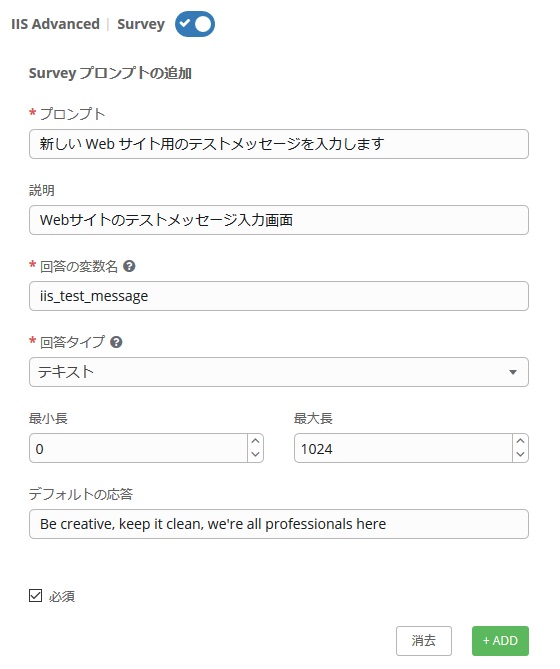 IIS Advanced | Survey
Survey プロンプトの追加
* プロンプト
新しい Web サイト用のテストメッセージを入力します
説明
Webサイトのテストメッセージ入力画面
* 回答の変数名 ?
iis_test_message
* 回答タイプ ?
テキスト
最小長 最大長
0 1024
デフォルトの応答
Be creative, keep it clean, we're all professionals here
必須
消去 + ADD